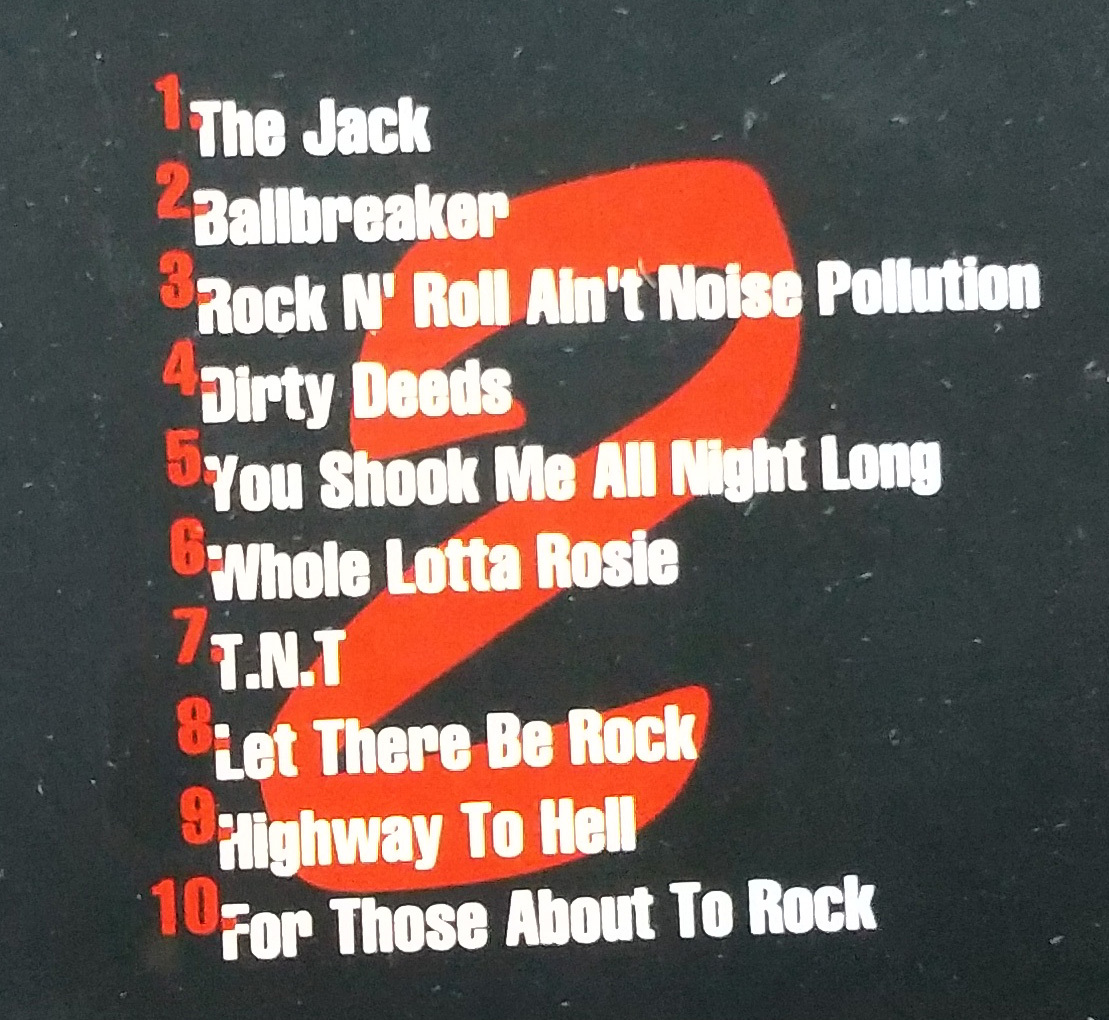 1. The Jack
2. Ballbreaker
3. Rock N' Roll Ain't Noise Pollution
4. Dirty Deeds
5. You Shook Me All Night Long
6. Whole Lotta Rosie
7. T.N.T
8. Let There Be Rock
9. Highway To Hell
10. For Those About To Rock
2